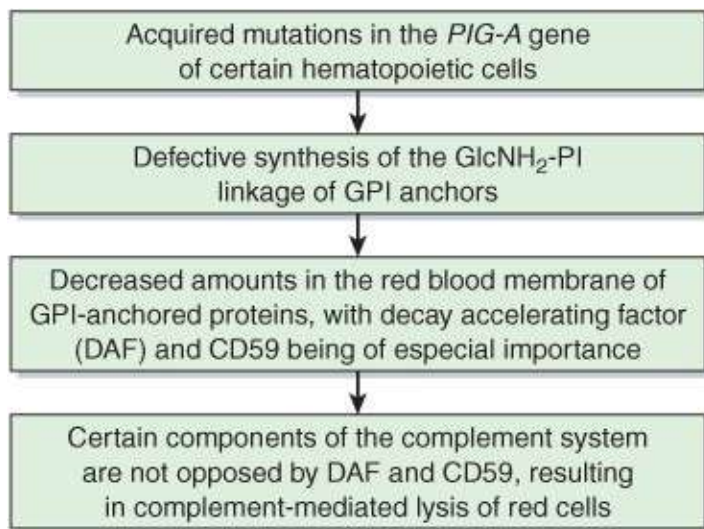 Acquired mutations in the PIG-A gene
of certain hematopoietic cells
Defective synthesis of the GlcNH₂-PI
linkage of GPI anchors
Decreased amounts in the red blood membrane of
GPI-anchored proteins, with decay accelerating factor
(DAF) and CD59 being of especial importance
Certain components of the complement system
are not opposed by DAF and CD59, resulting
in complement-mediated lysis of red cells